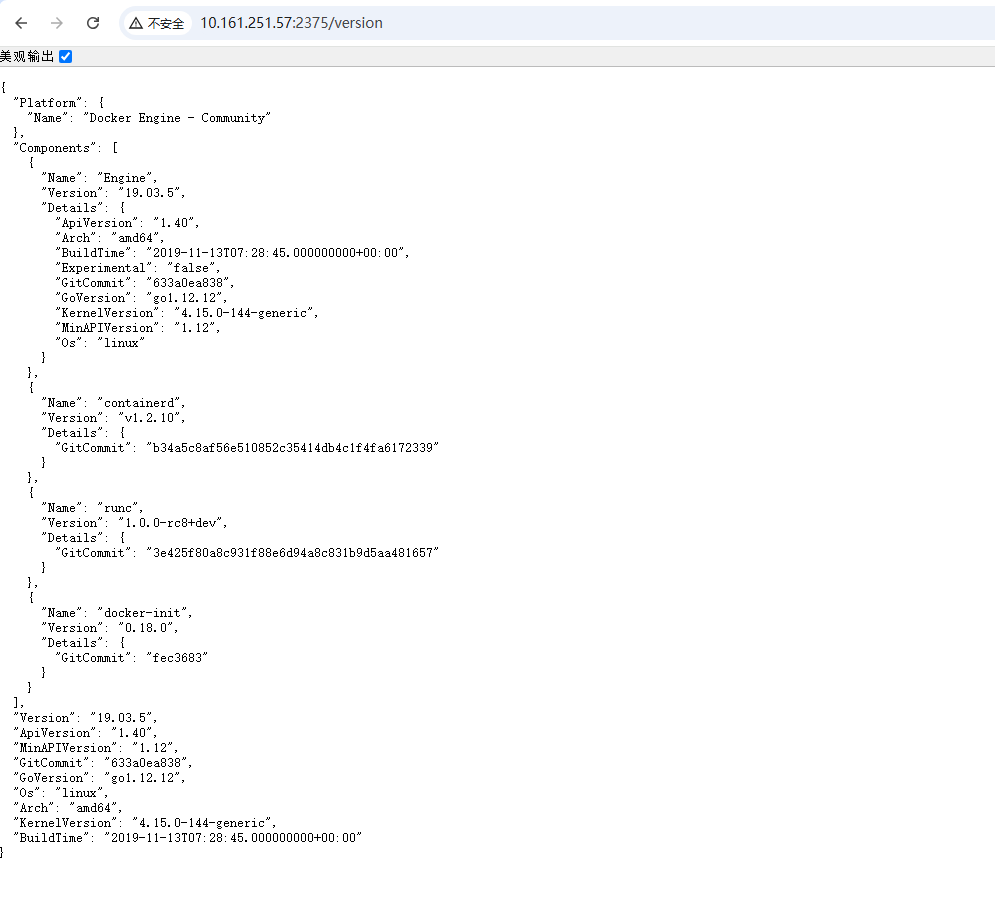 不安全 10.161.251.57:2375/version
美观输出
{
  "Platform": {
    "Name": "Docker Engine - Community"
  },
  "Components": [
    {
      "Name": "Engine",
      "Version": "19.03.5",
      "Details": {
        "ApiVersion": "1.40",
        "Arch": "amd64",
        "BuildTime": "2019-11-13T07:28:45.000000000+00:00",
        "Experimental": "false",
        "GitCommit": "633a0ea838",
        "GoVersion": "go1.12.12",
        "KernelVersion": "4.15.0-144-generic",
        "MinAPIVersion": "1.12",
        "Os": "linux"
      }
    },
    {
      "Name": "containerd",
      "Version": "v1.2.10",
      "Details": {
        "GitCommit": "b34a5c8af56e510852c35414db4c1f4fa6172339"
      }
    },
    {
      "Name": "runc",
      "Version": "1.0.0-rc8+dev",
      "Details": {
        "GitCommit": "3e425f80a8c931f88e6d94a8c831b9d5aa481657"
      }
    },
    {
      "Name": "docker-init",
      "Version": "0.18.0",
      "Details": {
        "GitCommit": "fec3683"
      }
    }
  ],
  "Version": "19.03.5",
  "ApiVersion": "1.40",
  "MinAPIVersion": "1.12",
  "GitCommit": "633a0ea838",
  "GoVersion": "go1.12.12",
  "Os": "linux",
  "Arch": "amd64",
  "KernelVersion": "4.15.0-144-generic",
  "BuildTime": "2019-11-13T07:28:45.000000000+00:00"
}